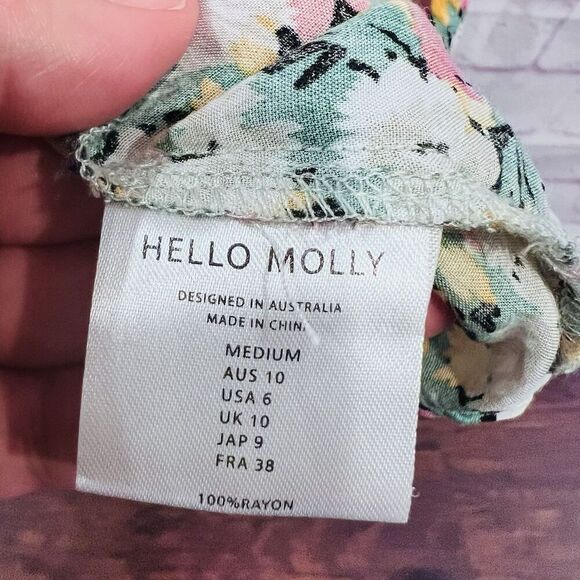 HELLO MOLLY
DESIGNED IN AUSTRALIA
MADE IN CHINA
MEDIUM
AUS 10
USA 6
UK 10
JAP 9
FRA 38
100%RAYON